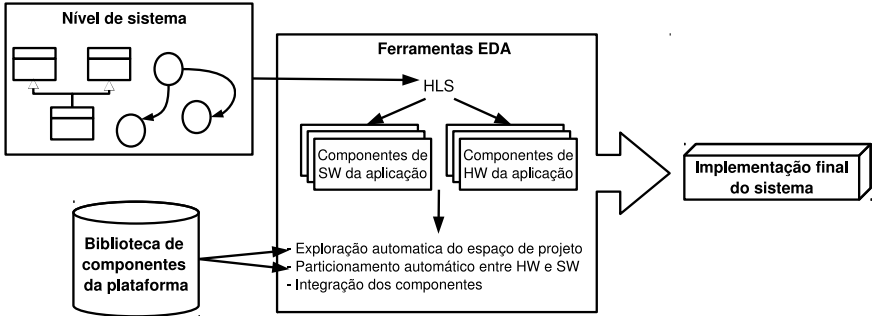 Nível de sistema
Ferramentas EDA
HLS
Componentes de
SW da aplicação
Componentes de
HW da aplicação
Implementação final
do sistema
Biblioteca de
componentes
da plataforma
- Exploração automatica do espaço de projeto
- Particionamento automático entre HW e SW
- Integração dos componentes